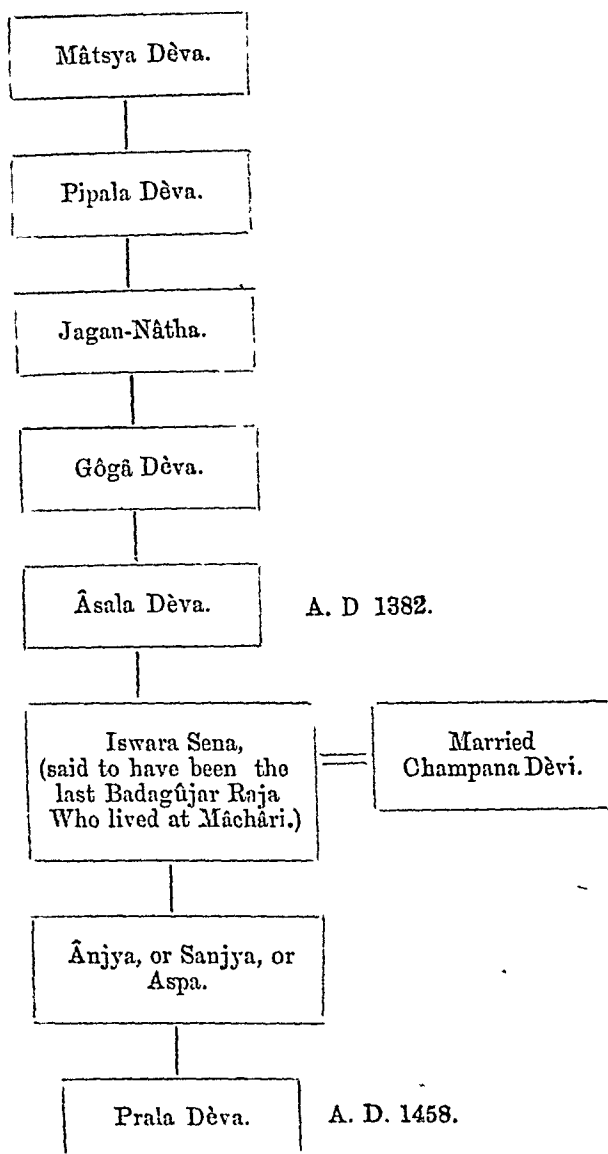 Mâtsya Dèva.
Pipala Dèva.
Jagan-Nâtha.
Gôgâ Dèva.
Âsala Dèva. A. D 1382.
Iswara Sena,
(said to have been the
last Badagûjar Raja
Who lived at Mâchâri.)
Married
Champana Dèvi.
Ânjya, or Sanjya, or
Aspa.
Prala Dèva. A. D. 1458.